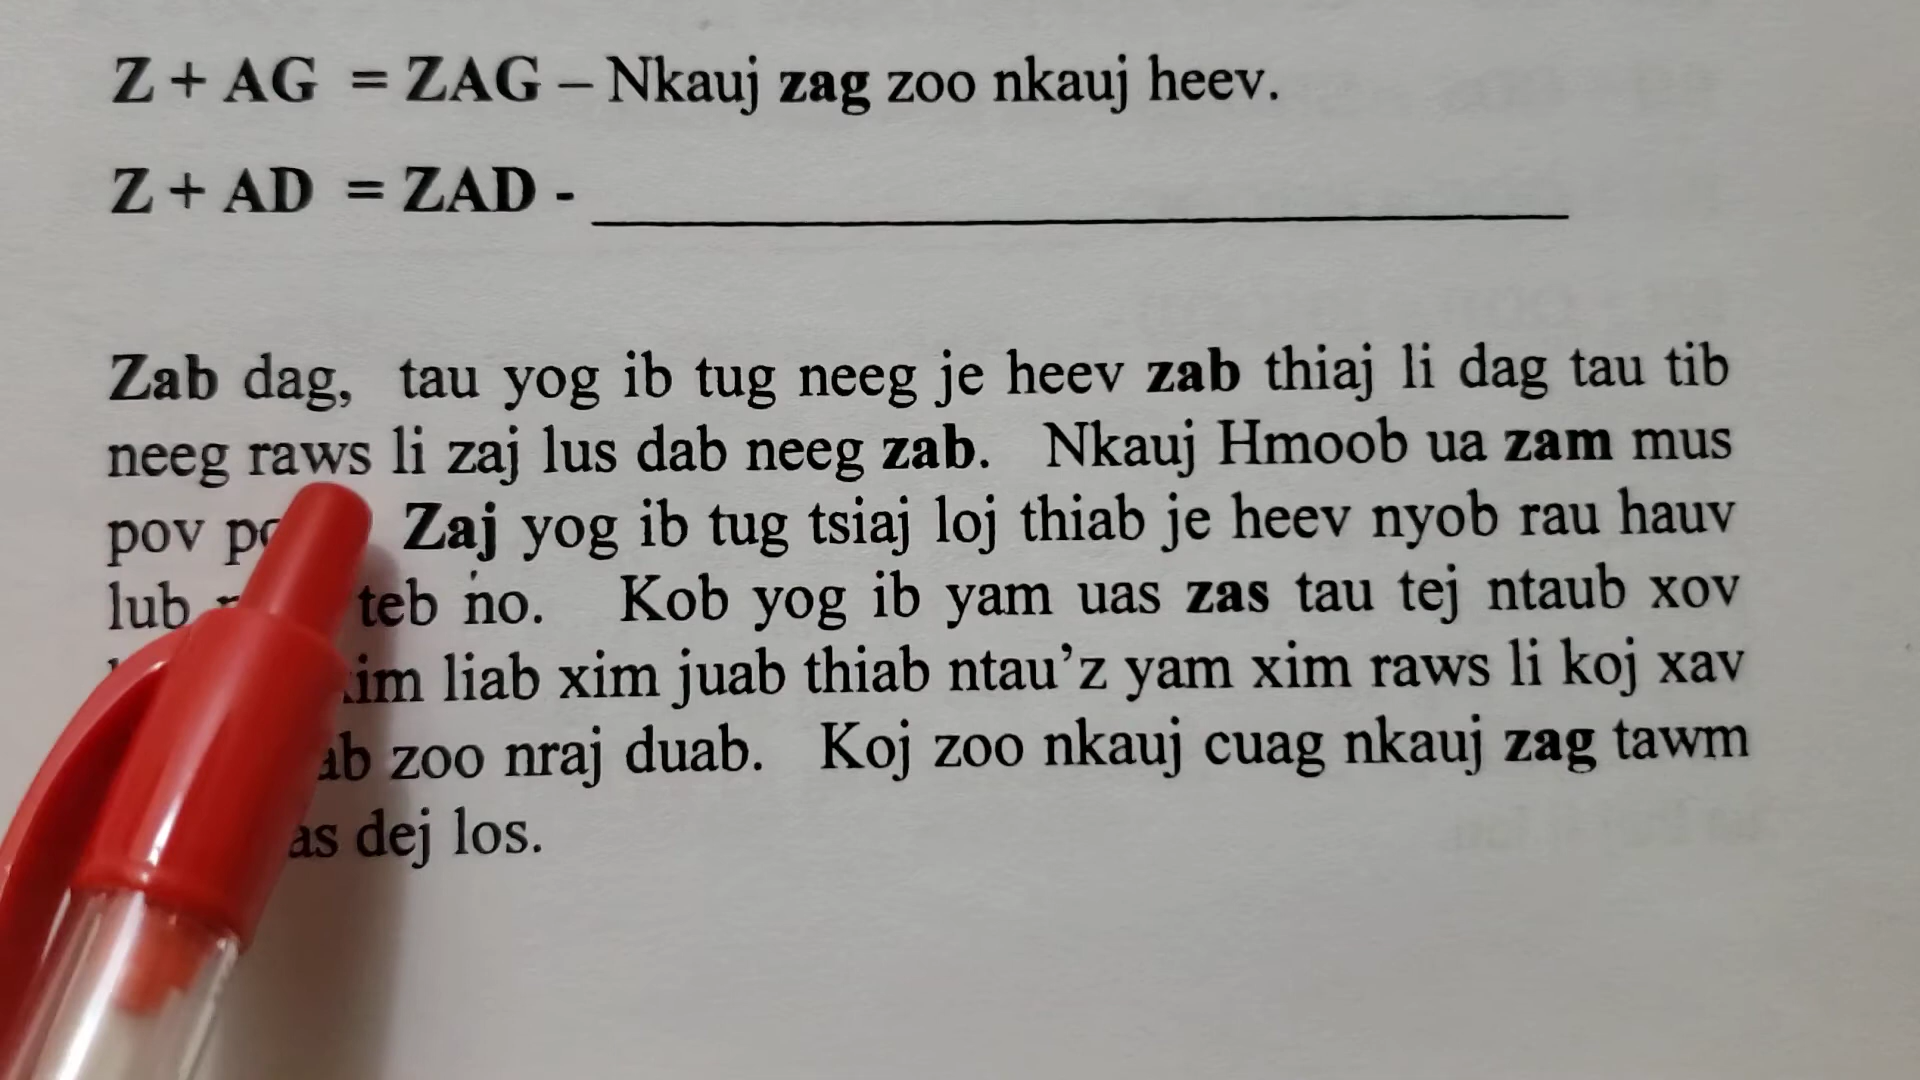 Z + AG = ZAG – Nkauj zag zoo nkauj heev.
Z + AD = ZAD - ____________________
Zab dag, tau yog ib tug neeg je heev zab thiaj li dag tau tib
neeg raws li zaj lus dab neeg zab. Nkauj Hmoob ua zam mus
pov Zaj yog ib tug tsiaj loj thiab je heev nyob rau hauv
lub teb no. Kob yog ib yam uas zas tau tej ntaub xov
liab xim juab thiab ntau’z yam xim raws li koj xav
zoo nraj duab. Koj zoo nkauj cuag nkauj zag tawm
dej los.